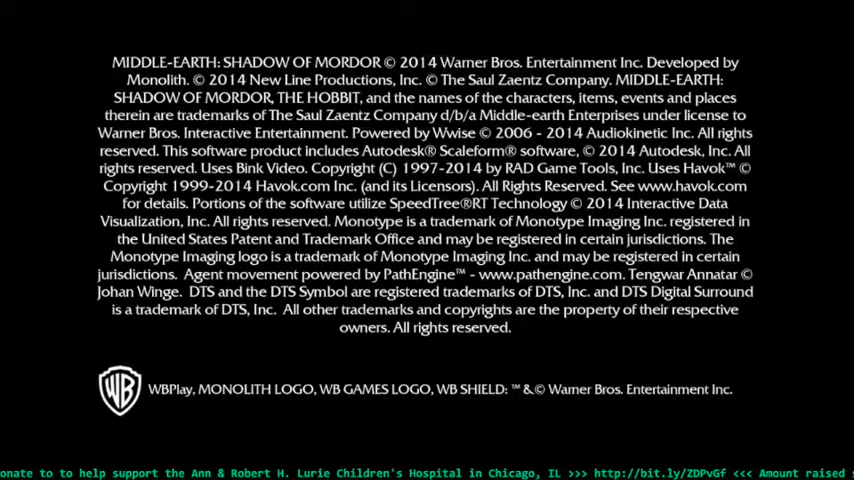 MIDDLE-EARTH: SHADOW OF MORDOR © 2014 Warner Bros. Entertainment Inc. Developed by
Monolith. © 2014 New Line Productions, Inc. © The Saul Zaentz Company. MIDDLE-EARTH:
SHADOW OF MORDOR, THE HOBBIT, and the names of the characters, items, events and places
therein are trademarks of The Saul Zaentz Company d/b/a Middle-earth Enterprises under license to
Warner Bros. Interactive Entertainment. Powered by Wwise © 2006 - 2014 Audiokinetic Inc. All rights
reserved. This software product includes Autodesk® Scaleform® software, © 2014 Autodesk, Inc. All
rights reserved. Uses Bink Video. Copyright (C) 1997-2014 by RAD Game Tools, Inc. Uses Havok™ ©
Copyright 1999-2014 Havok.com Inc. (and its Licensors). All Rights Reserved. See www.havok.com
for details. Portions of the software utilize SpeedTree®RT Technology © 2014 Interactive Data
Visualization, Inc. All rights reserved. Monotype is a trademark of Monotype Imaging Inc. registered in
the United States Patent and Trademark Office and may be registered in certain jurisdictions. The
Monotype Imaging logo is a trademark of Monotype Imaging Inc. and may be registered in certain
jurisdictions. Agent movement powered by PathEngine™ - www.pathengine.com. Tengwar Annatar ©
Johan Winge. DTS and the DTS Symbol are registered trademarks of DTS, Inc. and DTS Digital Surround
is a trademark of DTS, Inc. All other trademarks and copyrights are the property of their respective
owners. All rights reserved.
WB WBPlay, MONOLITH LOGO, WB GAMES LOGO, WB SHIELD: ™ & © Warner Bros. Entertainment Inc.
onate to to help support the Ann & Robert H. Lurie Children's Hospital in Chicago, IL >>> http://bit.ly/ZDPvGf <<< Amount raised s